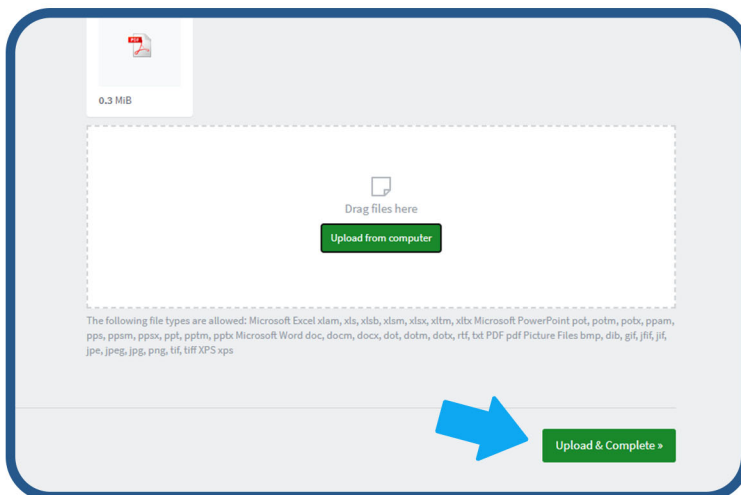 PDF
0.3 MiB
Drag files here
Upload from computer
The following file types are allowed: Microsoft Excel xlam, xls, xlsb, xlsm, xlsx, xltm, xltx Microsoft PowerPoint pot, potm, potx, ppam,
pps, ppsm, ppsx, ppt, pptm, pptx Microsoft Word doc, docm, docx, dot, dotm, dotx, rtf, txt PDF pdf Picture Files bmp, dib, gif, jfif, jif,
jpe, jpeg, jpg, png, tif, tiff XPS xps
Upload & Complete »